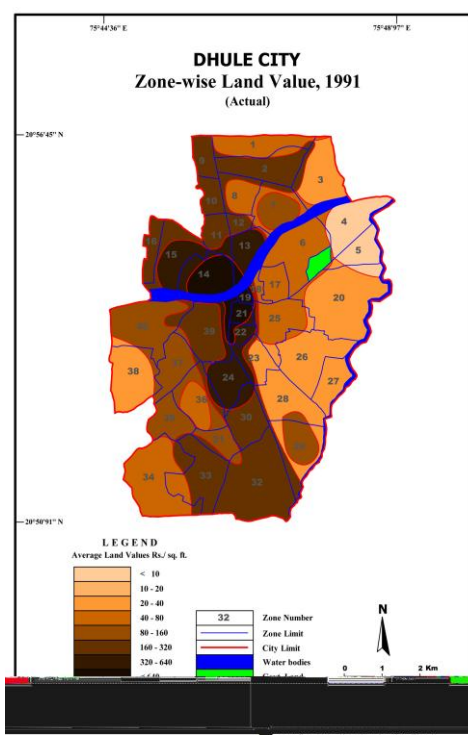 75°44'36" E
75°48'97" E
DHULE CITY
Zone-wise Land Value, 1991
(Actual)
20°56'45" N
1
2
9
3
8
10
7
4
12
11
6
5
16
13
15
14
17
20
19
21
25
39
22
23
26
38
24
27
28
36
30
34
33
32
20°50'91" N
L E G E N D
Average Land Values Rs./ sq. ft.
< 10
10 - 20
20 - 40
40 - 80
80 - 160
160 - 320
320 - 640
32 Zone Number
Zone Limit
City Limit
Water bodies
N
0 1 2 Km